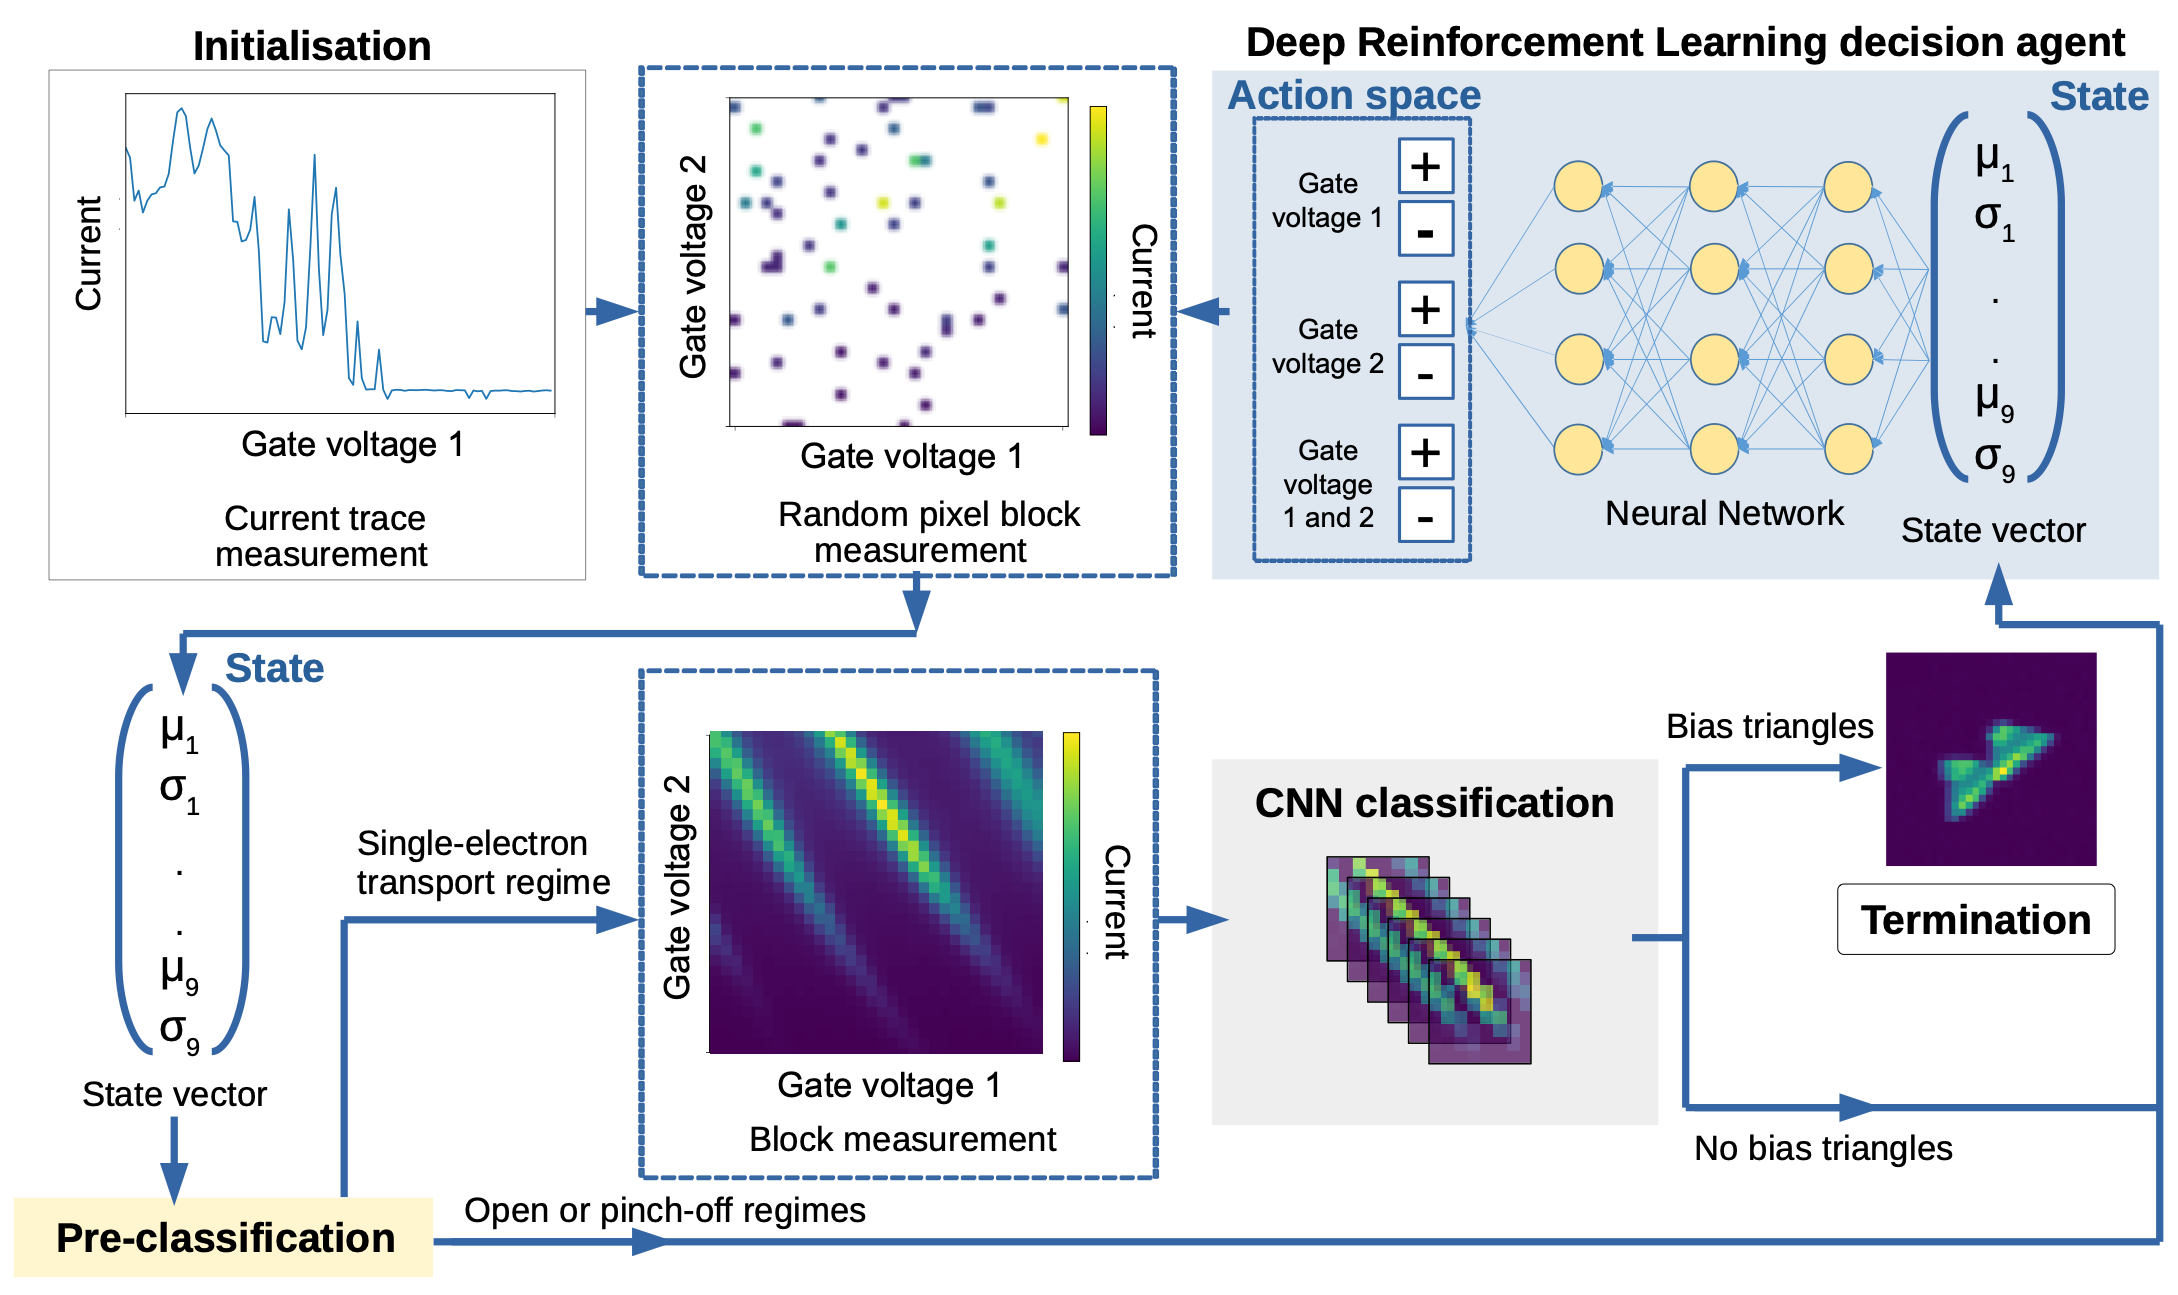 Initialisation
Current
Gate voltage 1
Current trace
measurement
Gate voltage 2
Current
Gate voltage 1
Random pixel block
measurement
Deep Reinforcement Learning decision agent
Action space
State
Gate
voltage 1
+
-
Gate
voltage 2
+
-
Gate
voltage
1 and 2
+
-
Neural Network
μ1
σ1
.
.
μ9
σ9
State vector
State
μ1
σ1
.
.
μ9
σ9
State vector
Pre-classification
Single-electron
transport regime
Open or pinch-off regimes
Gate voltage 2
Current
Gate voltage 1
Block measurement
CNN classification
Bias triangles
Termination
No bias triangles